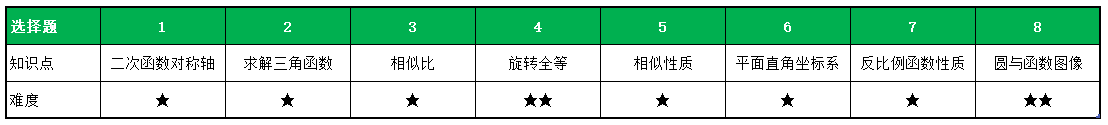 选择题 1 2 3 4 5 6 7 8
知识点 二次函数对称轴 求解三角函数 相似比 旋转全等 相似性质 平面直角坐标系 反比例函数性质 圆与函数图像
难度 ★ ★ ★ ★★ ★ ★ ★ ★★